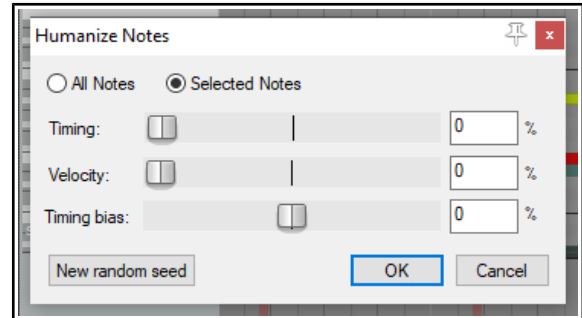 Humanize Notes
All Notes Selected Notes
Timing: 0 %
Velocity: 0 %
Timing bias: 0 %
New random seed OK Cancel